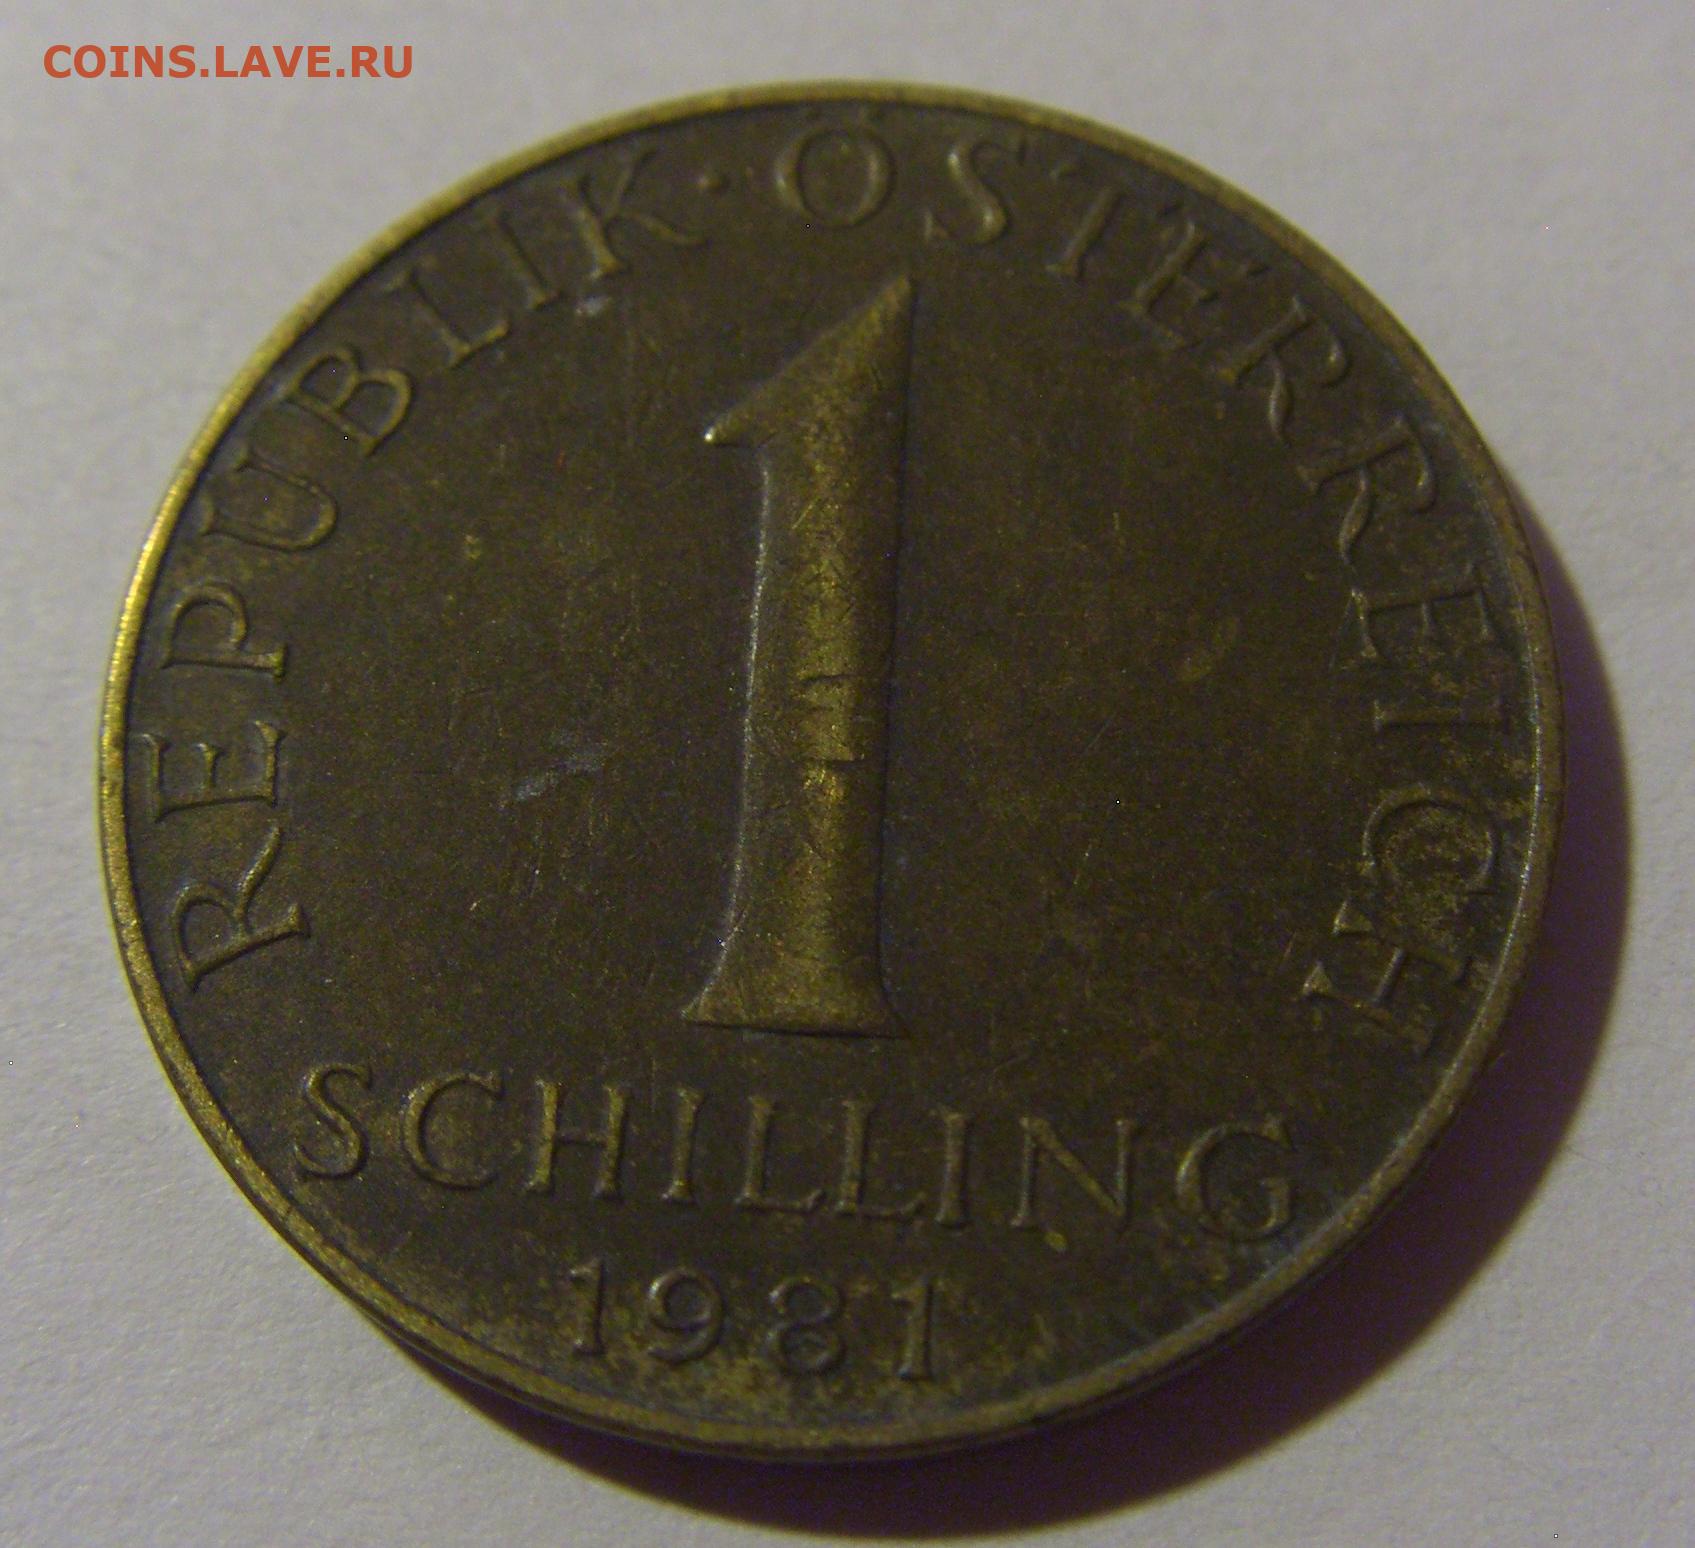 COINS.LAVE.RU
REPUBLIK · ÖSTERREICH
1
SCHILLING
1981